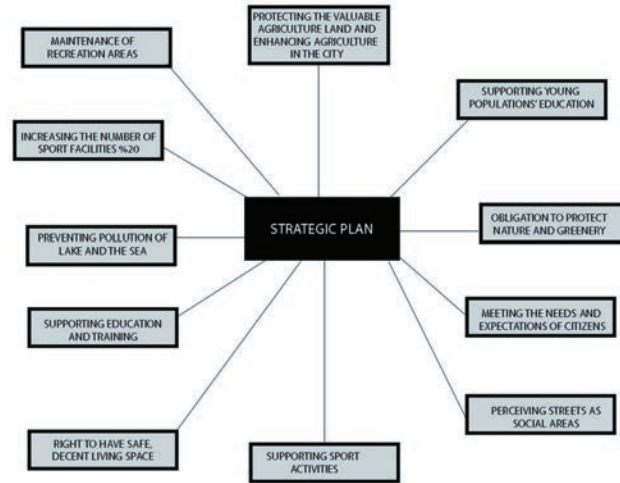 PROTECTING THE VALUABLE
AGRICULTURE LAND AND
ENHANCING AGRICULTURE
IN THE CITY
MAINTENANCE OF
RECREATION AREAS
SUPPORTING YOUNG
POPULATIONS' EDUCATION
INCREASING THE NUMBER OF
SPORT FACILITIES %20
STRATEGIC PLAN
OBLIGATION TO PROTECT
NATURE AND GREENERY
PREVENTING POLLUTION OF
LAKE AND THE SEA
SUPPORTING EDUCATION
AND TRAINING
MEETING THE NEEDS AND
EXPECTATIONS OF CITIZENS
PERCEIVING STREETS AS
SOCIAL AREAS
RIGHT TO HAVE SAFE,
DECENT LIVING SPACE
SUPPORTING SPORT
ACTIVITIES